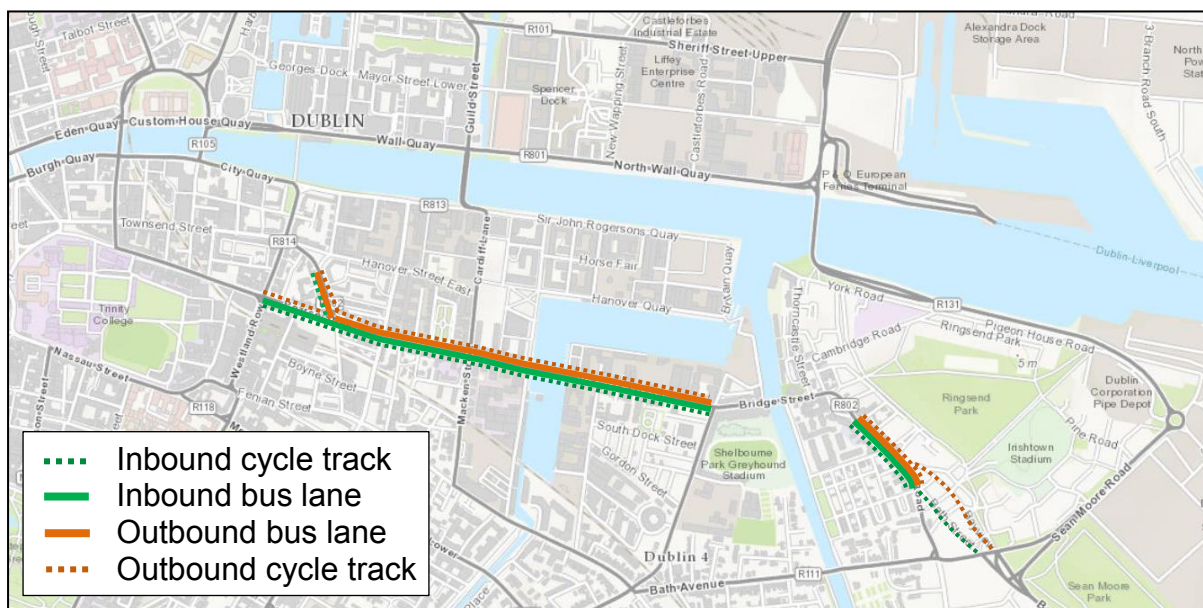 Talbot Street
Georges Dock
Mayor Street Lower
Guild Street
R101
Castleforbes
Industrial Estate
Sheriff Street Upper
Liffey
Enterprise
Centre
Spencer
Dock
New Wapping Street
Castleforbes Road
Alexandra Dock
Storage Area
3 Branch Road South
DUBLIN
Eden Quay
Custom House Quay
Wall Quay
R801
North Wall Quay
P & O European
Ferries Terminal
Burgh Quay
R105
City Quay
R813
Sir John Rogersons Quay
Dublin-Liverpool
Townsend Street
R814
Hanover Street East
Cardiff Lane
Horse Fair
Hanover Quay
Britain Quay
York Road
R131
Pigeon House Road
Trinity
College
Westland Row
Thorncastle Street
Cambridge Road
Ringsend Park
5 m
Nassau Street
Boyne Street
Fenian Street
R118
Macken
Bridge Street
R802
Ringsend
Park
Dublin
Corporation
Pipe Depot
Pine Road
Irishtown
Stadium
South Dock Street
Gordon Street
Shelbourne
Park Greyhound
Stadium
Sean Moore Road
Dublin 4
Bath Avenue
R111
Sean Moore
Park
Inbound cycle track
Inbound bus lane
Outbound bus lane
Outbound cycle track